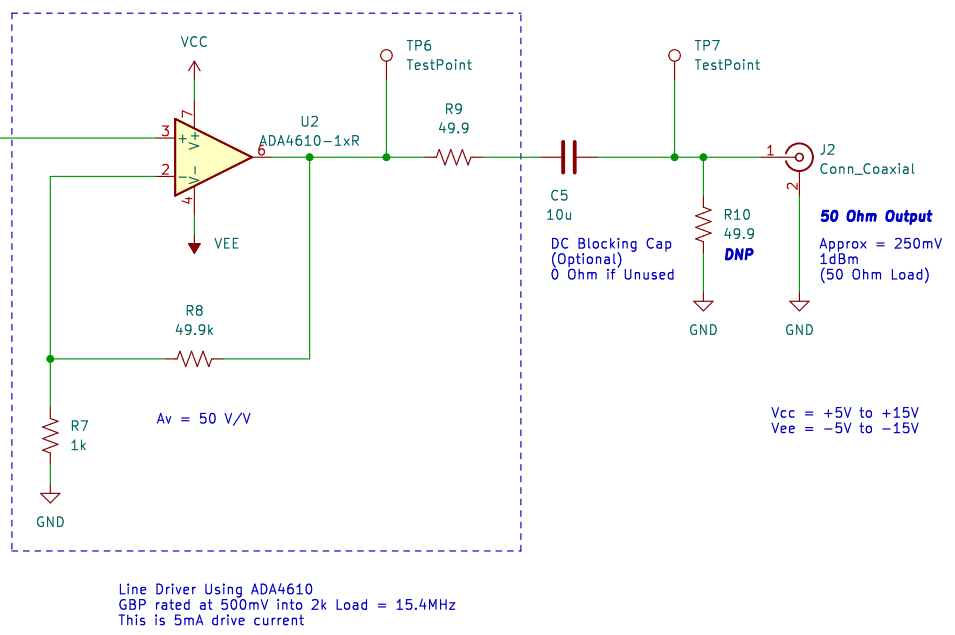 VCC
TP6
TestPoint
TP7
TestPoint
R9
49.9
U2
ADA4610-1xR
3
7
+
V+
6
2
-
V-
4
VEE
C5
10u
DC Blocking Cap
(Optional)
0 Ohm if Unused
1
J2
Conn_Coaxial
2
R10
49.9
DNP
50 Ohm Output
Approx = 250mV
1dBm
(50 Ohm Load)
GND
GND
R8
49.9k
R7
1k
Av = 50 V/V
Vcc = +5V to +15V
Vee = -5V to -15V
GND
Line Driver Using ADA4610
GBP rated at 500mV into 2k Load = 15.4MHz
This is 5mA drive current